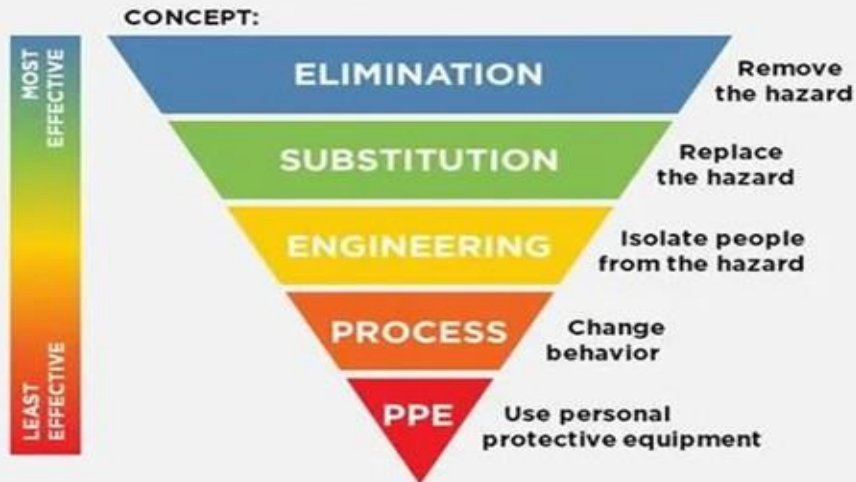 CONCEPT:
MOST
EFFECTIVE
ELIMINATION
Remove
the hazard
SUBSTITUTION
Replace
the hazard
ENGINEERING
Isolate people
from the hazard
PROCESS
Change
behavior
LEAST
EFFECTIVE
PPE
Use personal
protective equipment